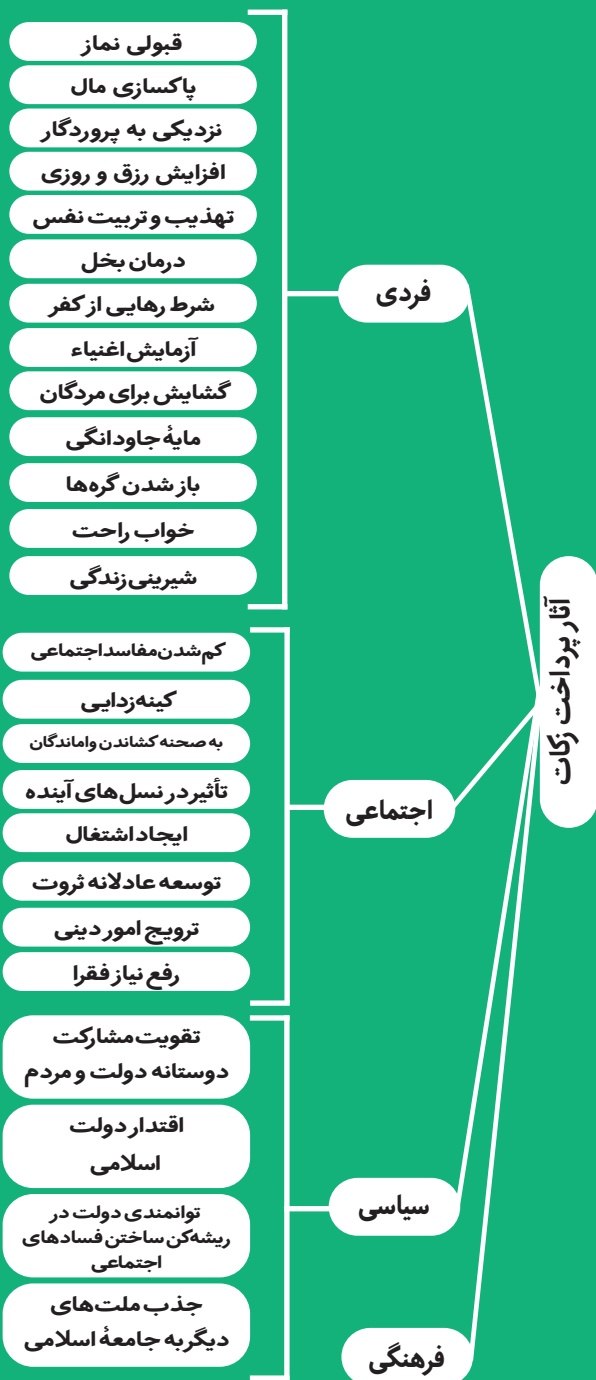 آثار پرداخت زکات
فردی
قبولی نماز
پاکسازی مال
نزدیکی به پروردگار
افزایش رزق و روزی
تهذیب و تربیت نفس
درمان بخل
شرط رهایی از کفر
آزمایش اغنیاء
گشایش برای مردگان
مایهٔ جاودانگی
باز شدن گره‌ها
خواب راحت
شیرینی زندگی
اجتماعی
کم شدن مفاسد اجتماعی
کینه‌زدایی
به صحنه کشاندن واماندگان
تأثیر در نسل‌های آینده
ایجاد اشتغال
توسعه عادلانه ثروت
ترویج امور دینی
رفع نیاز فقرا
سیاسی
تقویت مشارکت
دوستانه دولت و مردم
اقتدار دولت
اسلامی
توانمندی دولت در
ریشه‌کن ساختن فسادهای
اجتماعی
جذب ملت‌های
دیگر به جامعهٔ اسلامی
فرهنگی